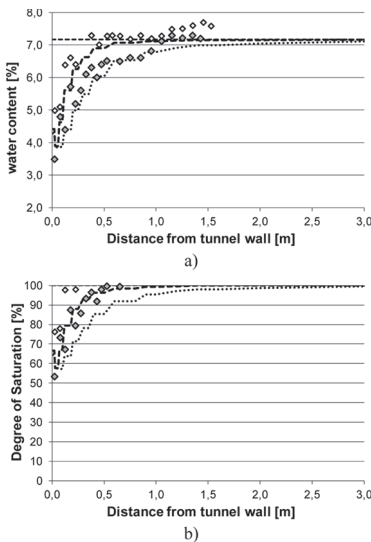 8,0
7,0
6,0
5,0
4,0
3,0
2,0
water content [%]
0,0 0,5 1,0 1,5 2,0 2,5 3,0
Distance from tunnel wall [m]
a)
100
90
80
70
60
50
40
30
20
10
0
Degree of Saturation [%]
0,0 0,5 1,0 1,5 2,0 2,5 3,0
Distance from tunnel wall [m]
b)